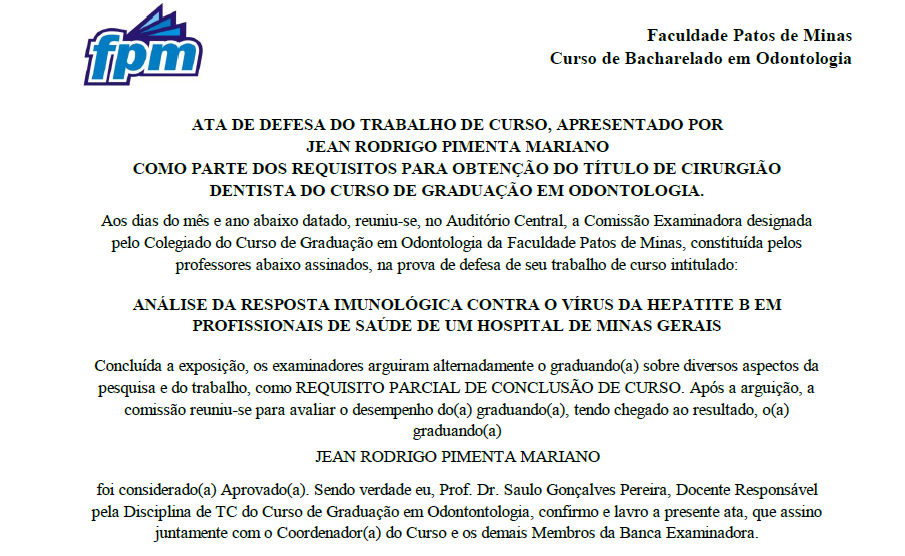 fpm
Faculdade Patos de Minas
Curso de Bacharelado em Odontologia
ATA DE DEFESA DO TRABALHO DE CURSO, APRESENTADO POR
JEAN RODRIGO PIMENTA MARIANO
COMO PARTE DOS REQUISITOS PARA OBTENÇÃO DO TÍTULO DE CIRURGIÃO
DENTISTA DO CURSO DE GRADUAÇÃO EM ODONTOLOGIA.
Aos dias do mês e ano abaixo datado, reuniu-se, no Auditório Central, a Comissão Examinadora designada
pelo Colegiado do Curso de Graduação em Odontologia da Faculdade Patos de Minas, constituída pelos
professores abaixo assinados, na prova de defesa de seu trabalho de curso intitulado:
ANÁLISE DA RESPOSTA IMUNOLÓGICA CONTRA O VÍRUS DA HEPATITE B EM
PROFISSIONAIS DE SAÚDE DE UM HOSPITAL DE MINAS GERAIS
Concluída a exposição, os examinadores arguiram alternadamente o graduando(a) sobre diversos aspectos da
pesquisa e do trabalho, como REQUISITO PARCIAL DE CONCLUSÃO DE CURSO. Após a arguição, a
comissão reuniu-se para avaliar o desempenho do(a) graduando(a), tendo chegado ao resultado, o(a)
graduando(a)
JEAN RODRIGO PIMENTA MARIANO
foi considerado(a) Aprovado(a). Sendo verdade eu, Prof. Dr. Saulo Gonçalves Pereira, Docente Responsável
pela Disciplina de TC do Curso de Graduação em Odontontologia, confirmo e lavro a presente ata, que assino
juntamente com o Coordenador(a) do Curso e os demais Membros da Banca Examinadora.